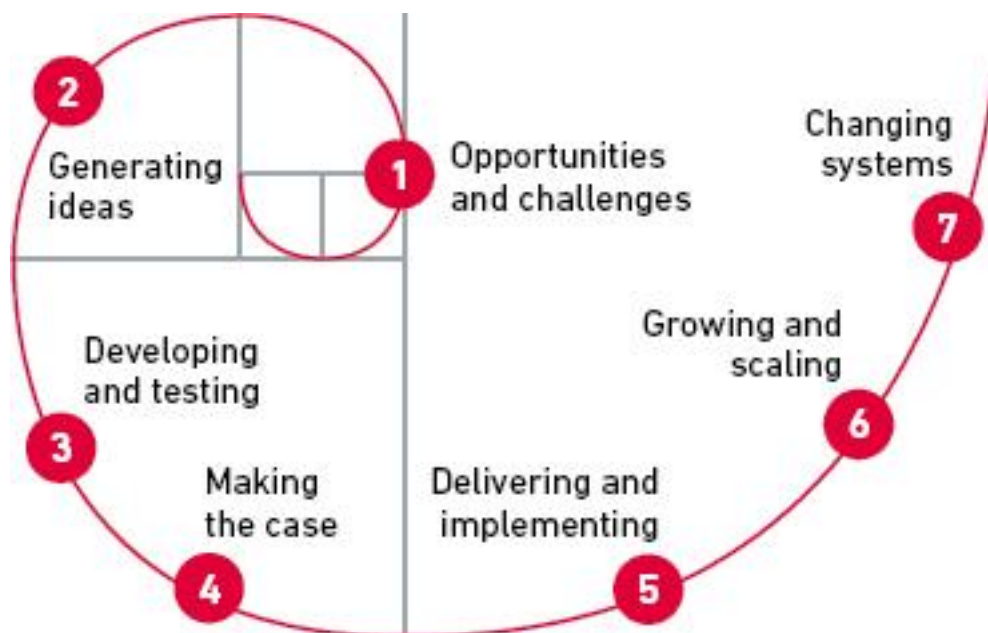 1
Opportunities
and challenges
2
Generating
ideas
3
Developing
and testing
4
Making
the case
5
Delivering and
implementing
6
Growing and
scaling
7
Changing
systems